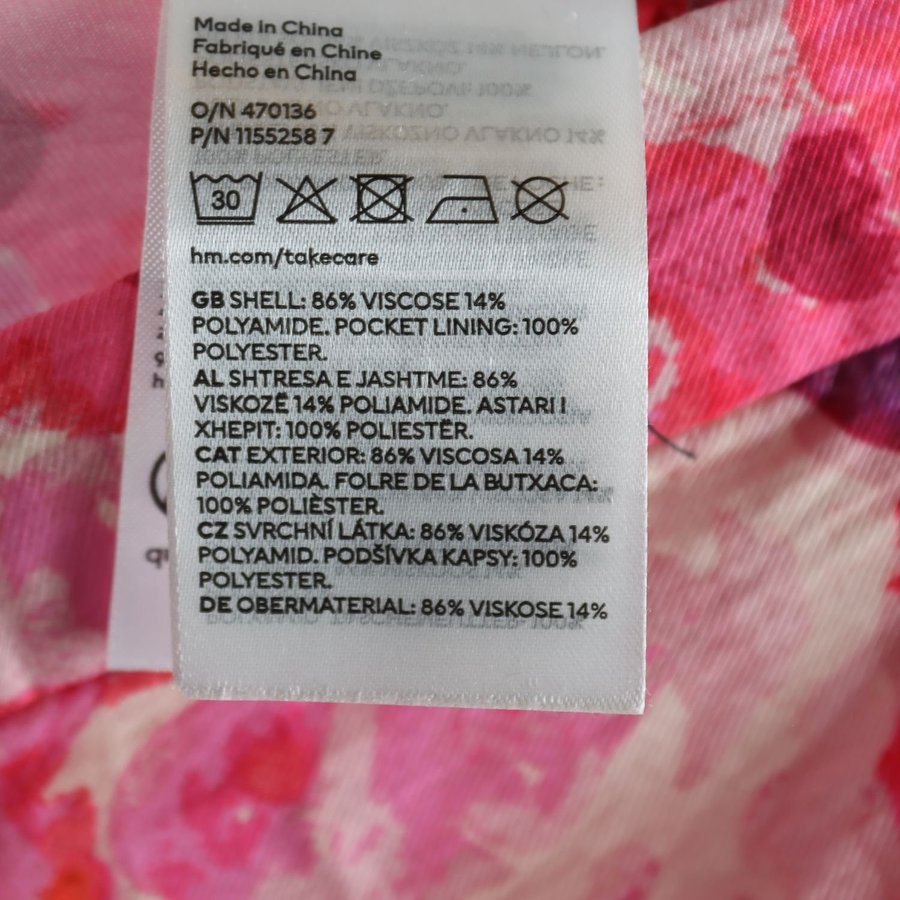 Made in China
Fabriqué en Chine
Hecho en China
O/N 470136
P/N 1155258 7
30
hm.com/takecare
GB SHELL: 86% VISCOSE 14%
POLYAMIDE. POCKET LINING: 100%
POLYESTER.
AL SHTRESA E JASHTME: 86%
VISKOZË 14% POLIAMIDE. ASTARI I
XHEPIT: 100% POLIESTËR.
CAT EXTERIOR: 86% VISCOSA 14%
POLIAMIDA. FOLRE DE LA BUTXACA:
100% POLIÈSTER.
CZ SVRCHNÍ LÁTKA: 86% VISKÓZA 14%
POLYAMID. PODŠÍVKA KAPSY: 100%
POLYESTER.
DE OBERMATERIAL: 86% VISKOSE 14%